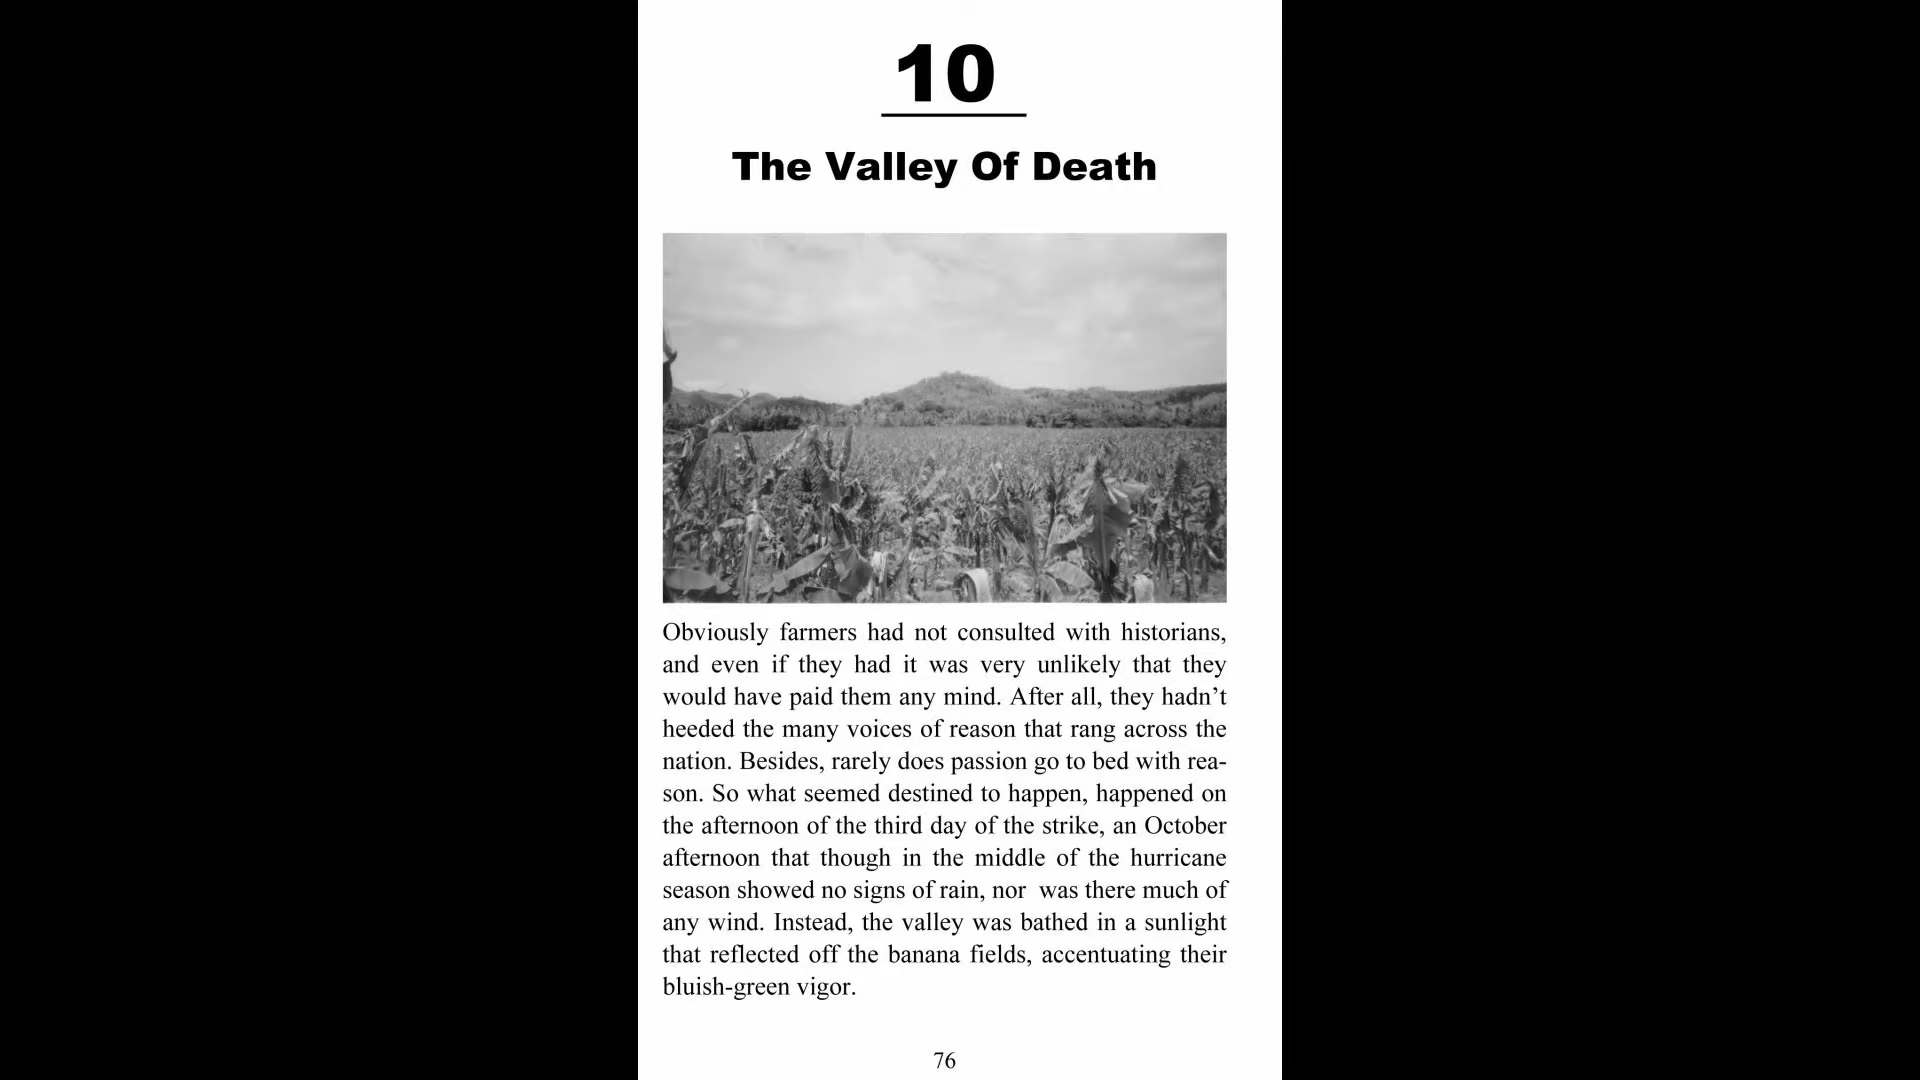 10
The Valley Of Death
Obviously farmers had not consulted with historians,
and even if they had it was very unlikely that they
would have paid them any mind. After all, they hadn’t
heeded the many voices of reason that rang across the
nation. Besides, rarely does passion go to bed with rea-
son. So what seemed destined to happen, happened on
the afternoon of the third day of the strike, an October
afternoon that though in the middle of the hurricane
season showed no signs of rain, nor  was there much of
any wind. Instead, the valley was bathed in a sunlight
that reflected off the banana fields, accentuating their
bluish-green vigor.
76